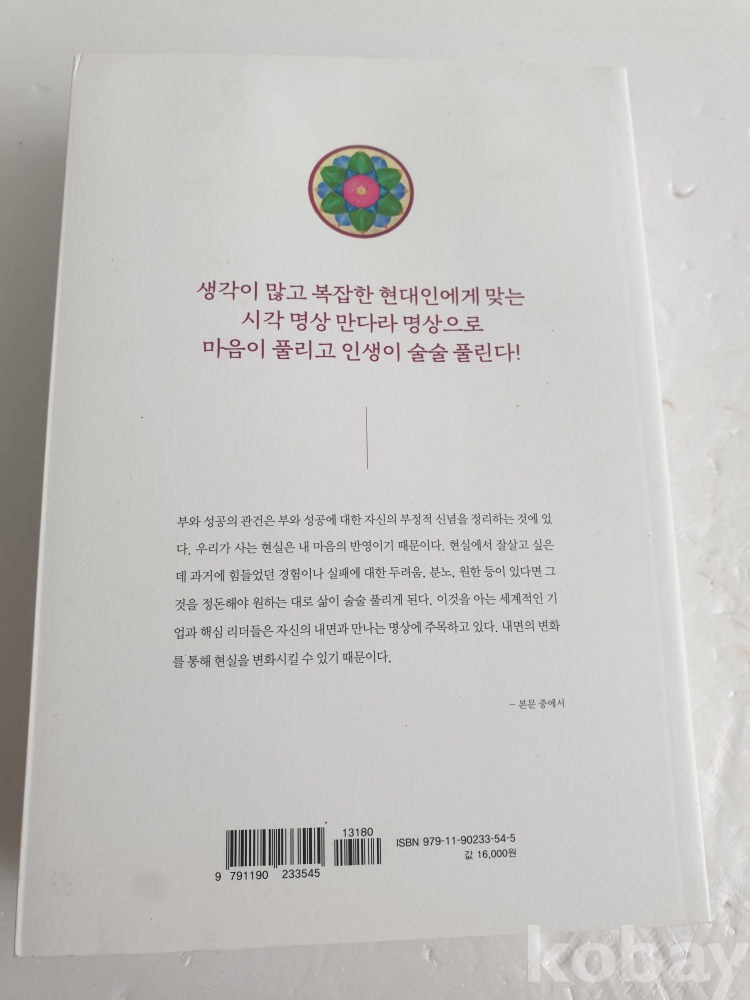 생각이 많고 복잡한 현대인에게 맞는
시각 명상 만다라 명상으로
마음이 풀리고 인생이 술술 풀린다!
부와 성공의 관건은 부와 성공에 대한 자신의 부정적 신념을 정리하는 것에 있
다. 우리가 사는 현실은 내 마음의 반영이기 때문이다. 현실에서 잘살고 싶은
데 과거에 힘들었던 경험이나 실패에 대한 두려움, 분노, 원한 등이 있다면 그
것을 정돈해야 원하는 대로 삶이 술술 풀리게 된다. 이것을 아는 세계적인 기
업과 핵심 리더들은 자신의 내면과 만나는 명상에 주목하고 있다. 내면의 변화
를 통해 현실을 변화시킬 수 있기 때문이다.
– 본문 중에서
13180
ISBN 979-11-90233-54-5
값 16,000원
9 791190 233545
kobay